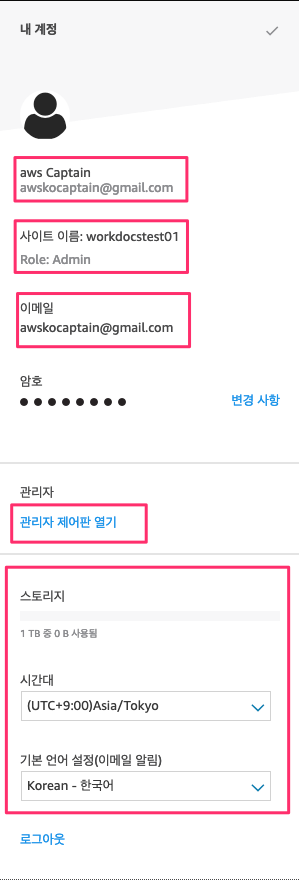 내 계정
aws Captain
awskocaptain@gmail.com
사이트 이름: workdocstest01
Role: Admin
이메일
awskocaptain@gmail.com
암호
변경 사항
관리자
관리자 제어판 열기
스토리지
1 TB 중 0 B 사용됨
시간대
(UTC+9:00)Asia/Tokyo
기본 언어 설정(이메일 알림)
Korean - 한국어
로그아웃